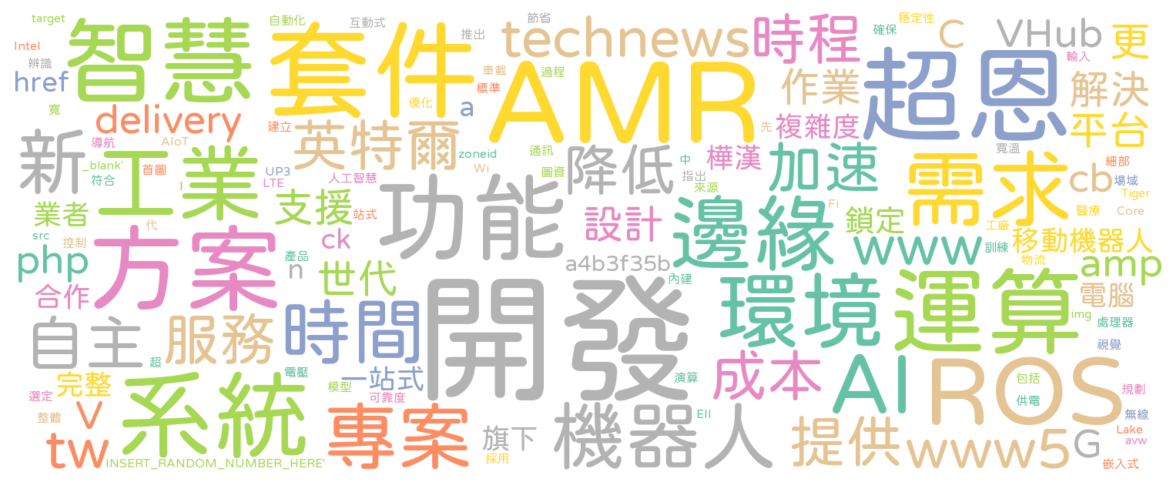 target
Intel
辨識
href
智慧
自動化
互動式
推出
套件
節省
technews
時程
確保
穩定性
C
VHub
更
輸入
車載
過程
標準
優化
AMR
作業
超恩
解決
寬
delivery
a
建立
英特爾
先
複雜度
平台
新
導航
AIoT
_blank'
首圖
符合
工業
zoneid
UP3
LTE
人工智慧
Wi
通訊
圖資
降低
中
指出
樺漢
來源
加速
寬溫
需求
細部
cb
場域
Tiger
醫療
Core
業者
I
支援
站式
功能
設計
Fi
邊緣
鎖定
工廠
src
控制
代
方案
ck
www
訓練
移動機器人
物流
php
產品
n
世代
a4b3f35b
內建
amp
合作
環境
運算
電腦
自主
服務
時間
開發
img
處理器
超
電壓
一站式
成本
演算
視覺
選定
完整
模型
可靠度
AI
包括
供電
ROS
規劃
整體
V
系統
專案
EII
無線
tw
旗下
機器人
提供
www5
G
Lake
avw
INSERT_RANDOM_NUMBER_HERE'
採用
嵌入式